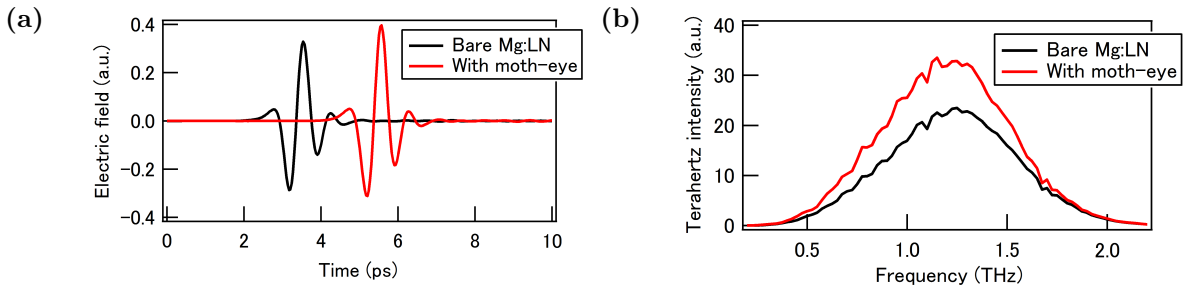 (a)
Electric field (a.u.)
0.4
0.2
0.0
−0.2
−0.4
0 2 4 6 8 10
Time (ps)
Bare Mg:LN
With moth-eye
(b)
Terahertz intensity (a.u.)
40
30
20
10
0
0.5 1.0 1.5 2.0
Frequency (THz)
Bare Mg:LN
With moth-eye